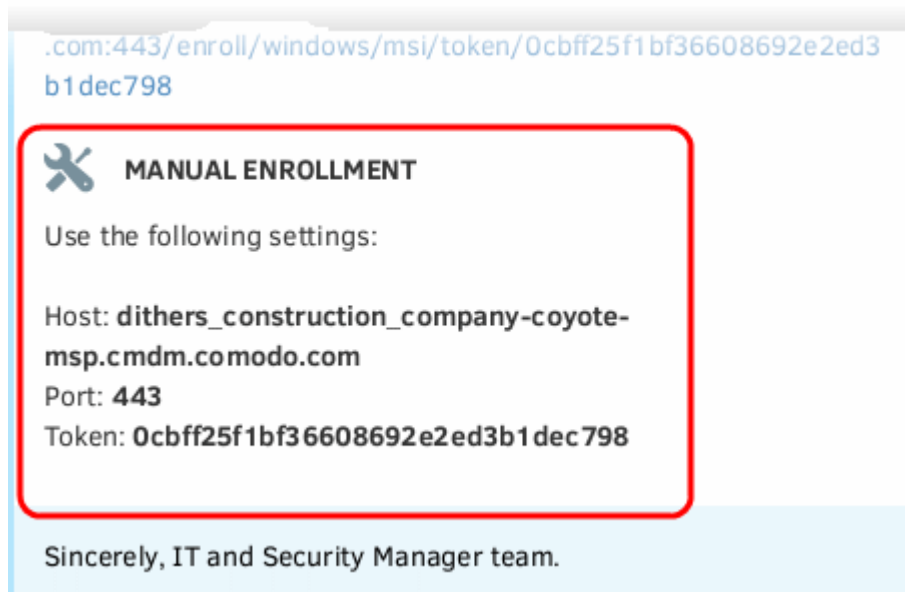 .com:443/enroll/windows/msi/token/0cbff25f1bf36608692e2ed3
b1dec798
MANUAL ENROLLMENT
Use the following settings:
Host: dithers_construction_company-coyote-
msp.cmdm.comodo.com
Port: 443
Token: 0cbff25f1bf36608692e2ed3b1dec798
Sincerely, IT and Security Manager team.